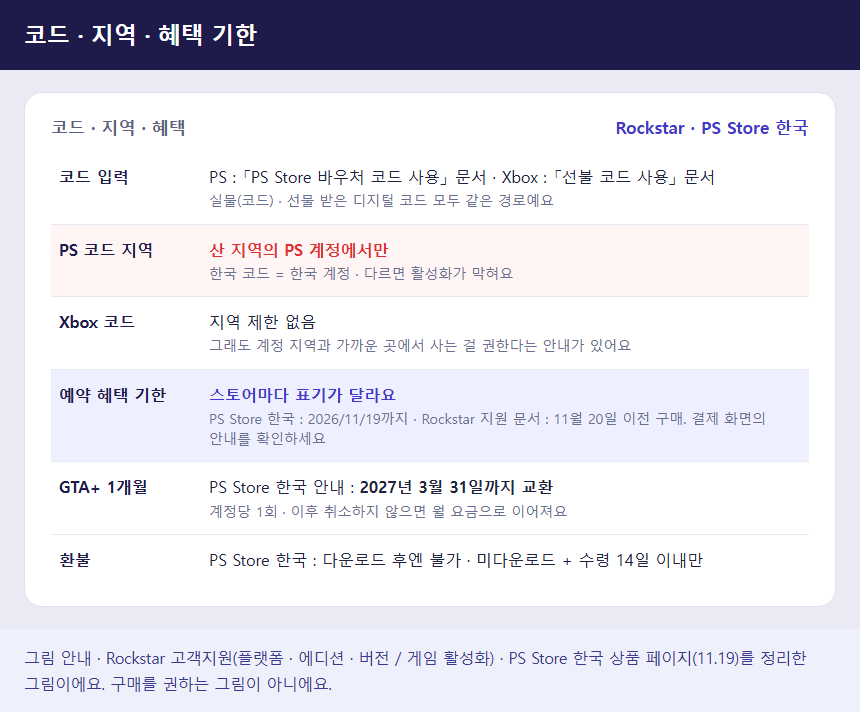 코드 · 지역 · 혜택 기한
코드 · 지역 · 혜택
Rockstar · PS Store 한국
코드 입력
PS : 「PS Store 바우처 코드 사용」 문서 · Xbox : 「선불 코드 사용」 문서
실물(코드) · 선물 받은 디지털 코드 모두 같은 경로예요
PS 코드 지역
산 지역의 PS 계정에서만
한국 코드 = 한국 계정 · 다르면 활성화가 막혀요
Xbox 코드
지역 제한 없음
그래도 계정 지역과 가까운 곳에서 사는 걸 권한다는 안내가 있어요
예약 혜택 기한
스토어마다 표기가 달라요
PS Store 한국 : 2026/11/19까지 · Rockstar 지원 문서 : 11월 20일 이전 구매. 결제 화면의
안내를 확인하세요
GTA+ 1개월
PS Store 한국 안내 : 2027년 3월 31일까지 교환
계정당 1회 · 이후 취소하지 않으면 월 요금으로 이어져요
환불
PS Store 한국 : 다운로드 후엔 불가 · 미다운로드 + 수령 14일 이내만
그림 안내 · Rockstar 고객지원(플랫폼 · 에디션 · 버전 / 게임 활성화) · PS Store 한국 상품 페이지(11.19)를 정리한
그림이에요. 구매를 권하는 그림이 아니에요.